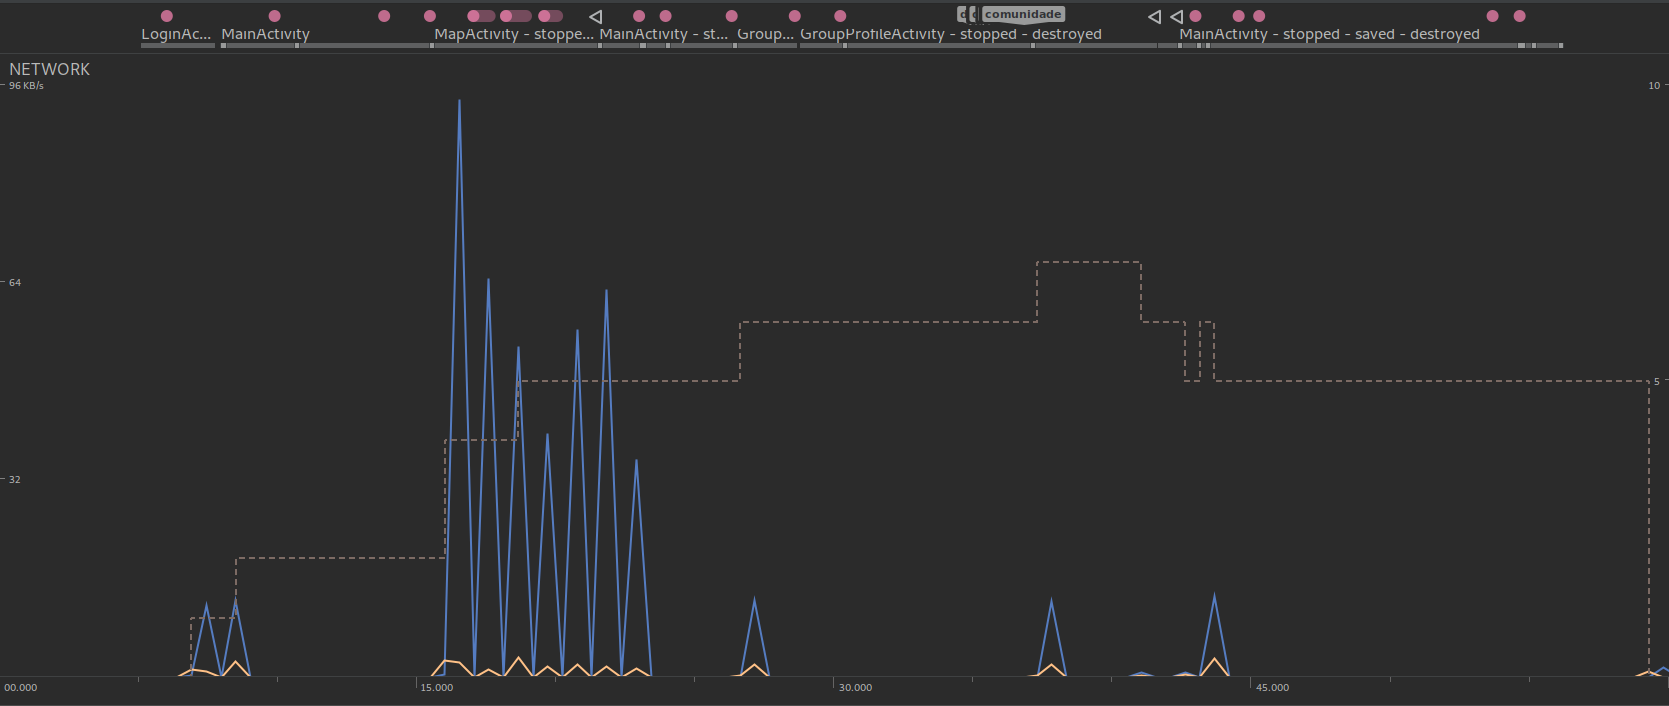 comunidade
LoginAc... MainActivity MapActivity - stoppe... MainActivity - st... Group... GroupProfileActivity - stopped - destroyed MainActivity - stopped - saved - destroyed
NETWORK
96 KB/s 10
64
5
32
00.000 15.000 30.000 45.000